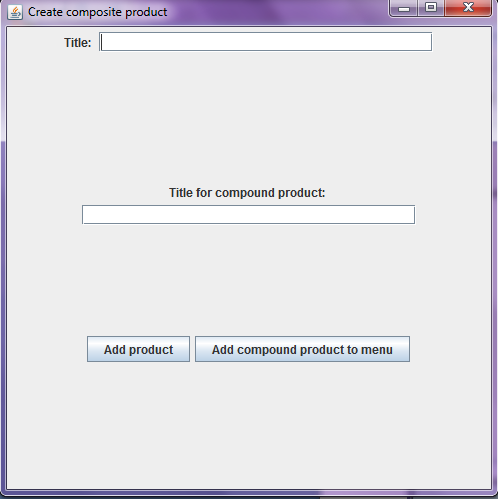 Create composite product
Title:
Title for compound product:
Add product
Add compound product to menu